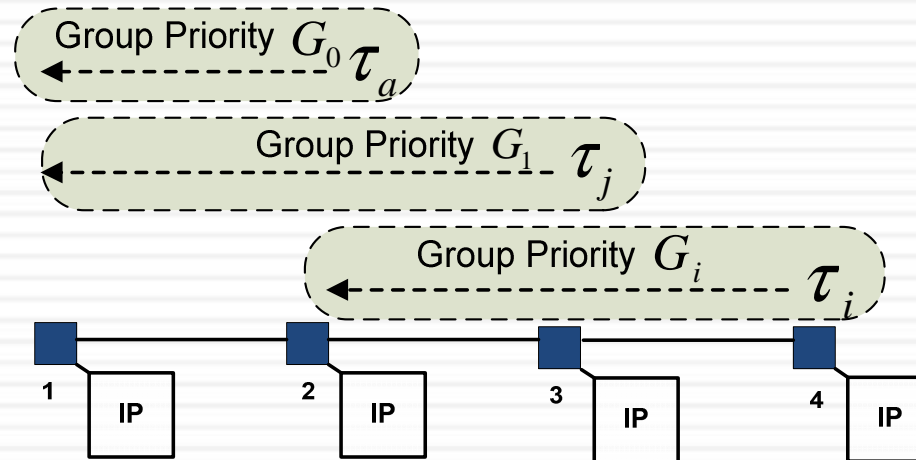 Group Priority G₀ τₐ
Group Priority G₁ τⱼ
Group Priority Gᵢ τᵢ
1 2 3 4
IP IP IP IP